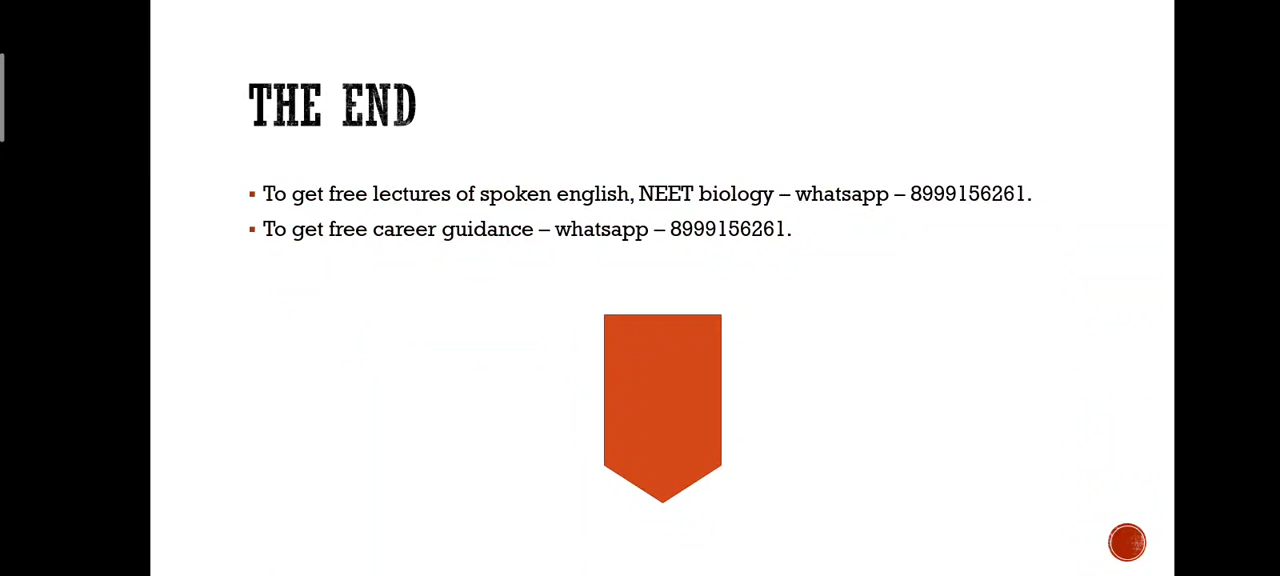 THE END
To get free lectures of spoken english, NEET biology – whatsapp – 8999156261.
To get free career guidance – whatsapp – 8999156261.